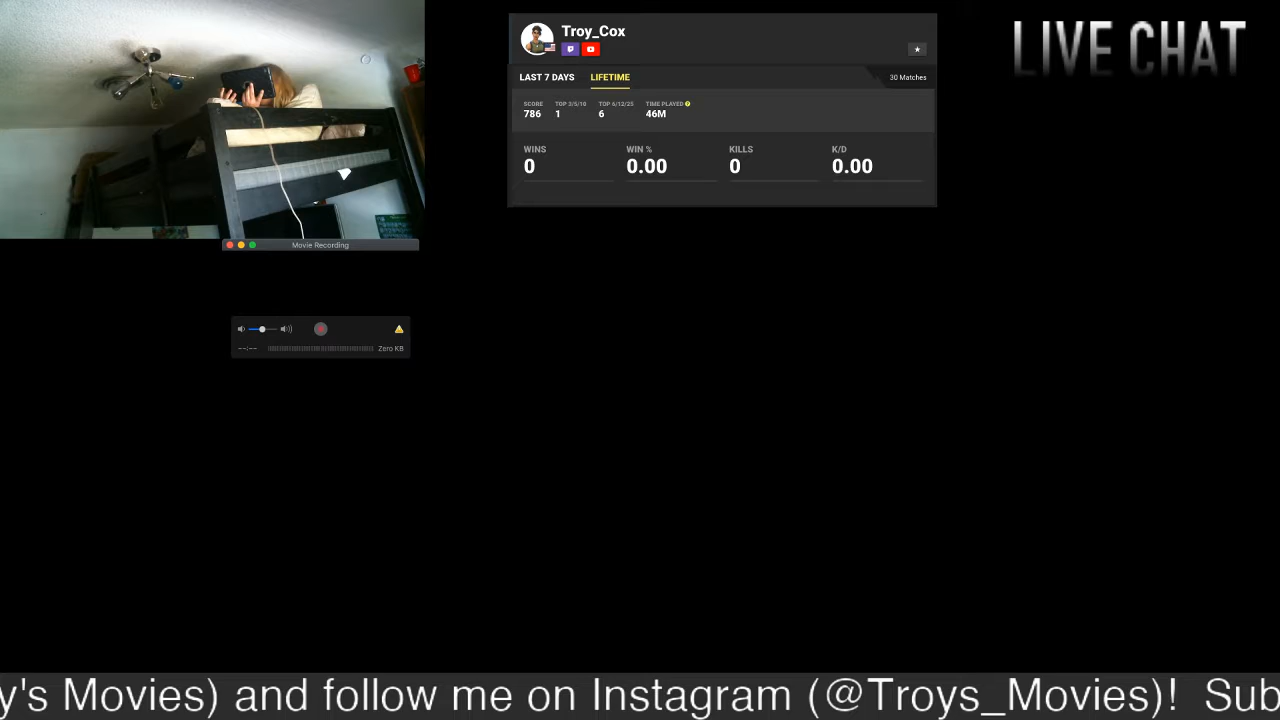 LIVE CHAT
Troy_Cox
LAST 7 DAYS LIFETIME 30 Matches
SCORE TOP 3/5/10 TOP 6/12/25 TIME PLAYED
786 1 6 46M
WINS WIN % KILLS K/D
0 0.00 0 0.00
Movie Recording
--:-- Zero KB
y's Movies) and follow me on Instagram (@Troys_Movies)! Sub